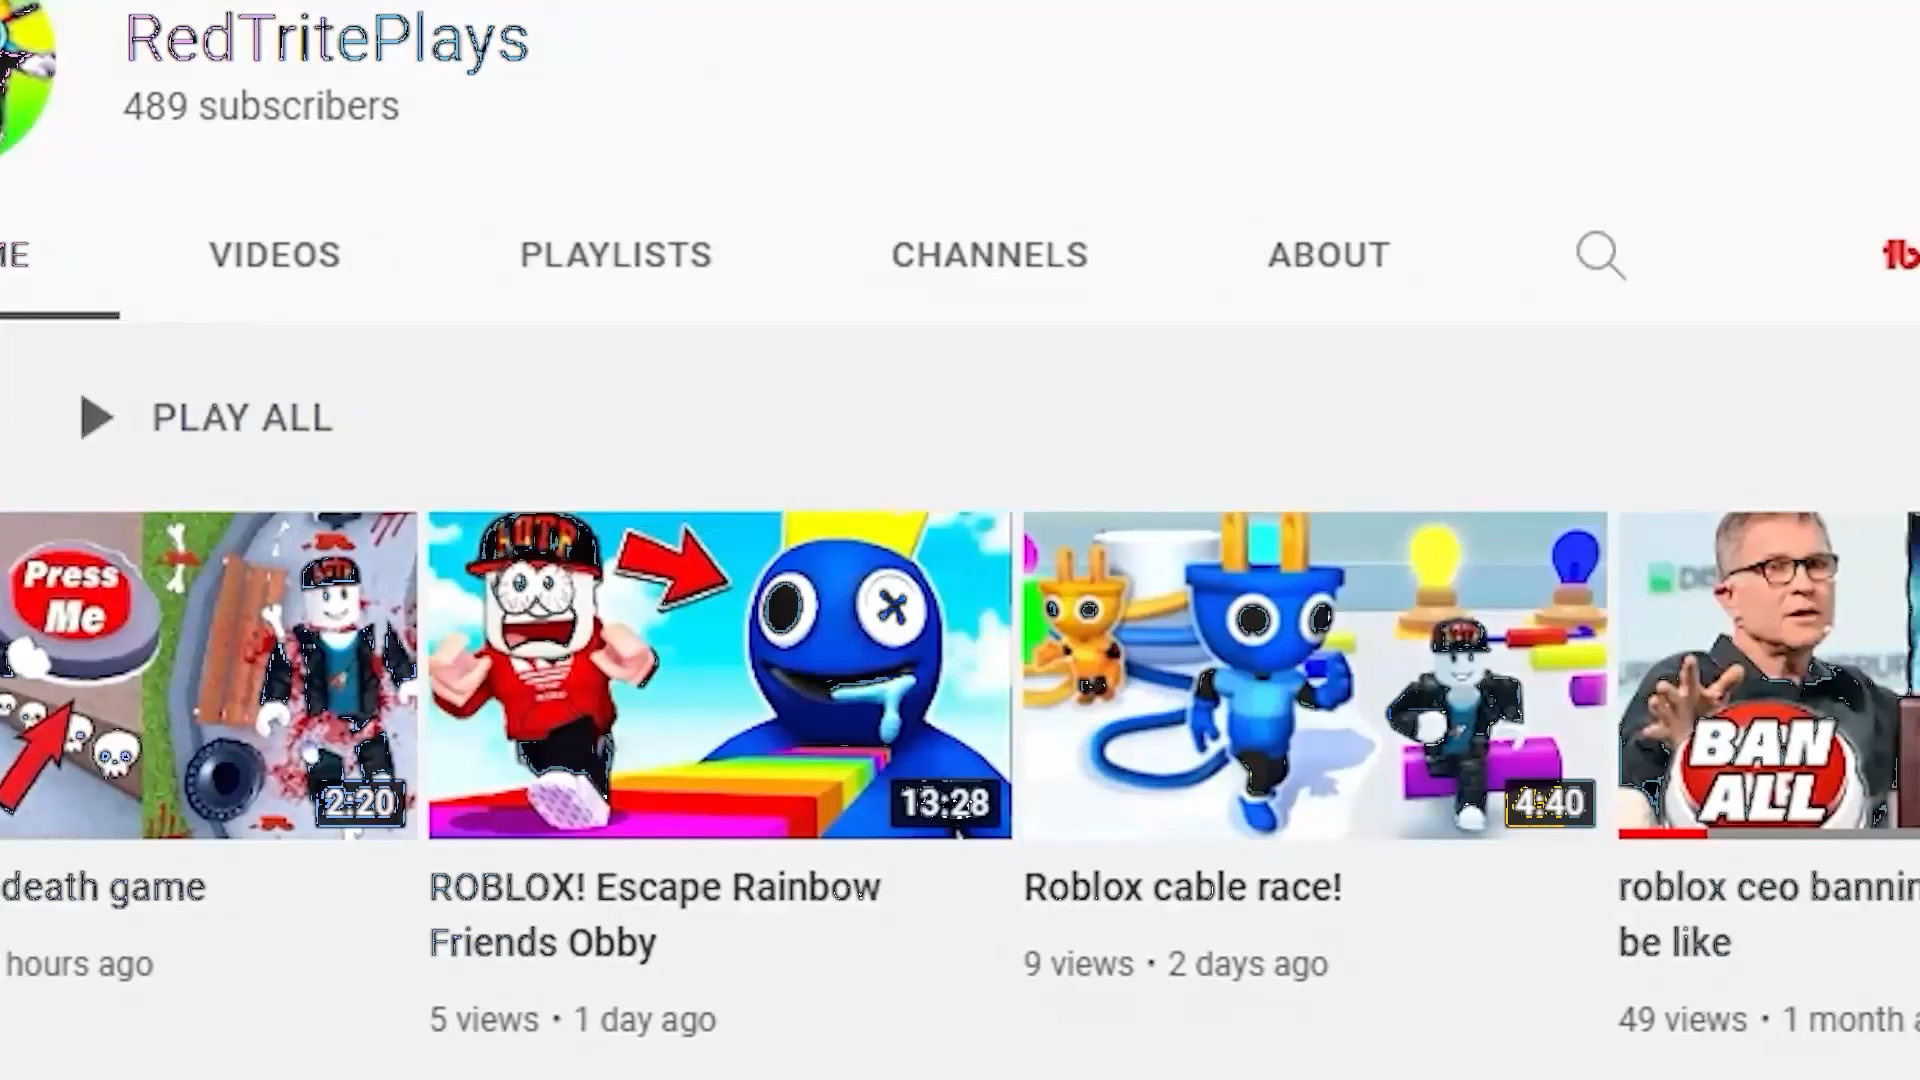 RedTritePlays
489 subscribers
ME
VIDEOS
PLAYLISTS
CHANNELS
ABOUT
tb
PLAY ALL
Press
Me
2:20
13:28
4:40
BAN
ALL
death game
hours ago
ROBLOX! Escape Rainbow
Friends Obby
5 views • 1 day ago
Roblox cable race!
9 views • 2 days ago
roblox ceo bannin
be like
49 views • 1 month a